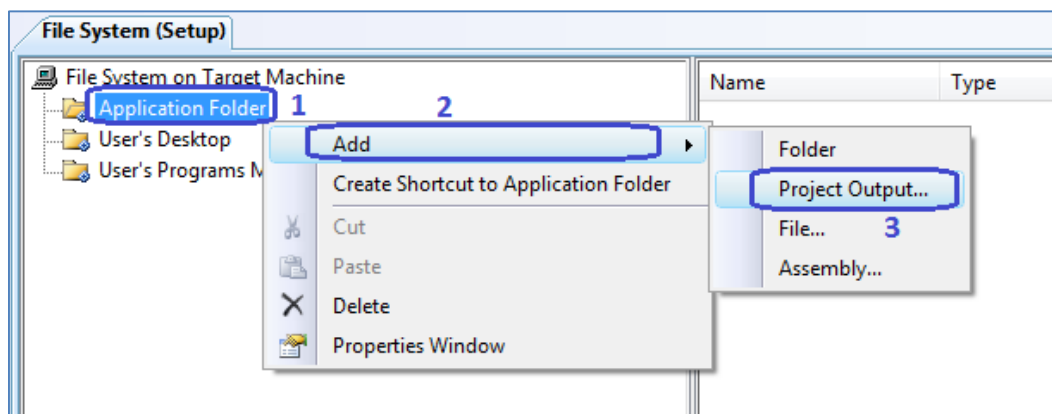 File System (Setup)
File System on Target Machine
Application Folder 1
User's Desktop
User's Programs M
2
Add
Create Shortcut to Application Folder
Cut
Paste
Delete
Properties Window
Name Type
Folder
Project Output...
File... 3
Assembly...